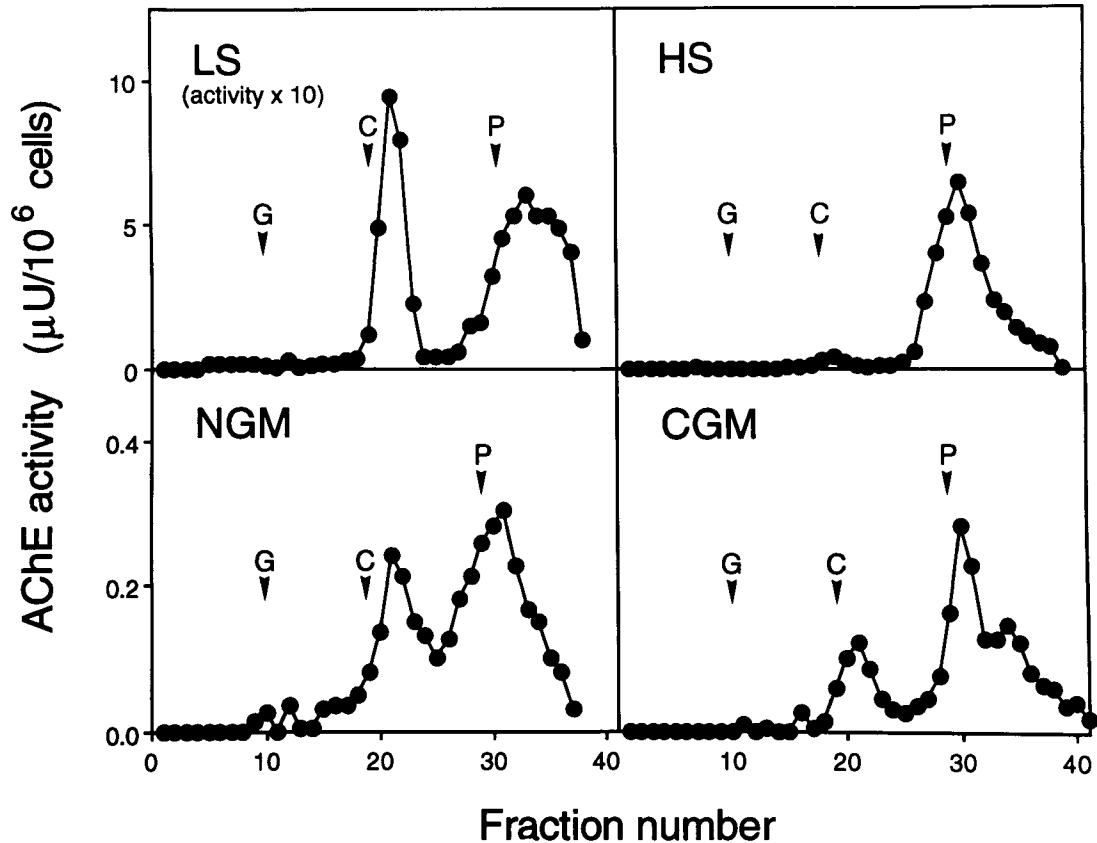 LS
(activity x 10)
G
C
P
HS
G
C
P
NGM
G
C
P
CGM
G
C
P
10
5
0
0.4
0.2
0.0
0
10
20
30
40
10
20
30
40
AChE activity (μU/10⁶ cells)
Fraction number